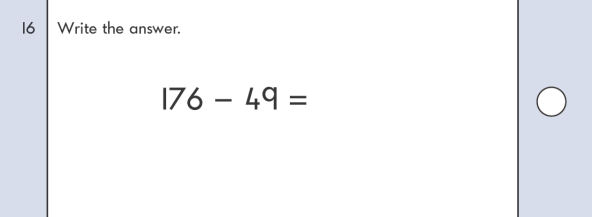 16
Write the answer.
176 – 49 =